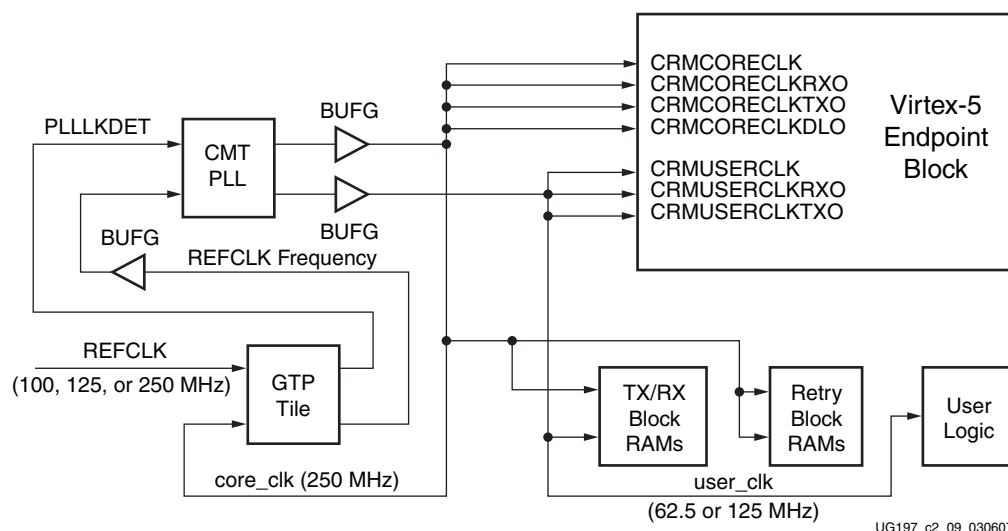 CRMCORECLK
CRMCORECLKRXO
CRMCORECLKTXO
CRMCORECLKDLO
CRMUSERCLK
CRMUSERCLKRXO
CRMUSERCLKTXO
Virtex-5
Endpoint
Block
PLLLKDET
CMT
PLL
BUFG
BUFG
BUFG
REFCLK Frequency
REFCLK
(100, 125, or 250 MHz)
GTP
Tile
core_clk (250 MHz)
TX/RX
Block
RAMs
Retry
Block
RAMs
User
Logic
user_clk
(62.5 or 125 MHz)